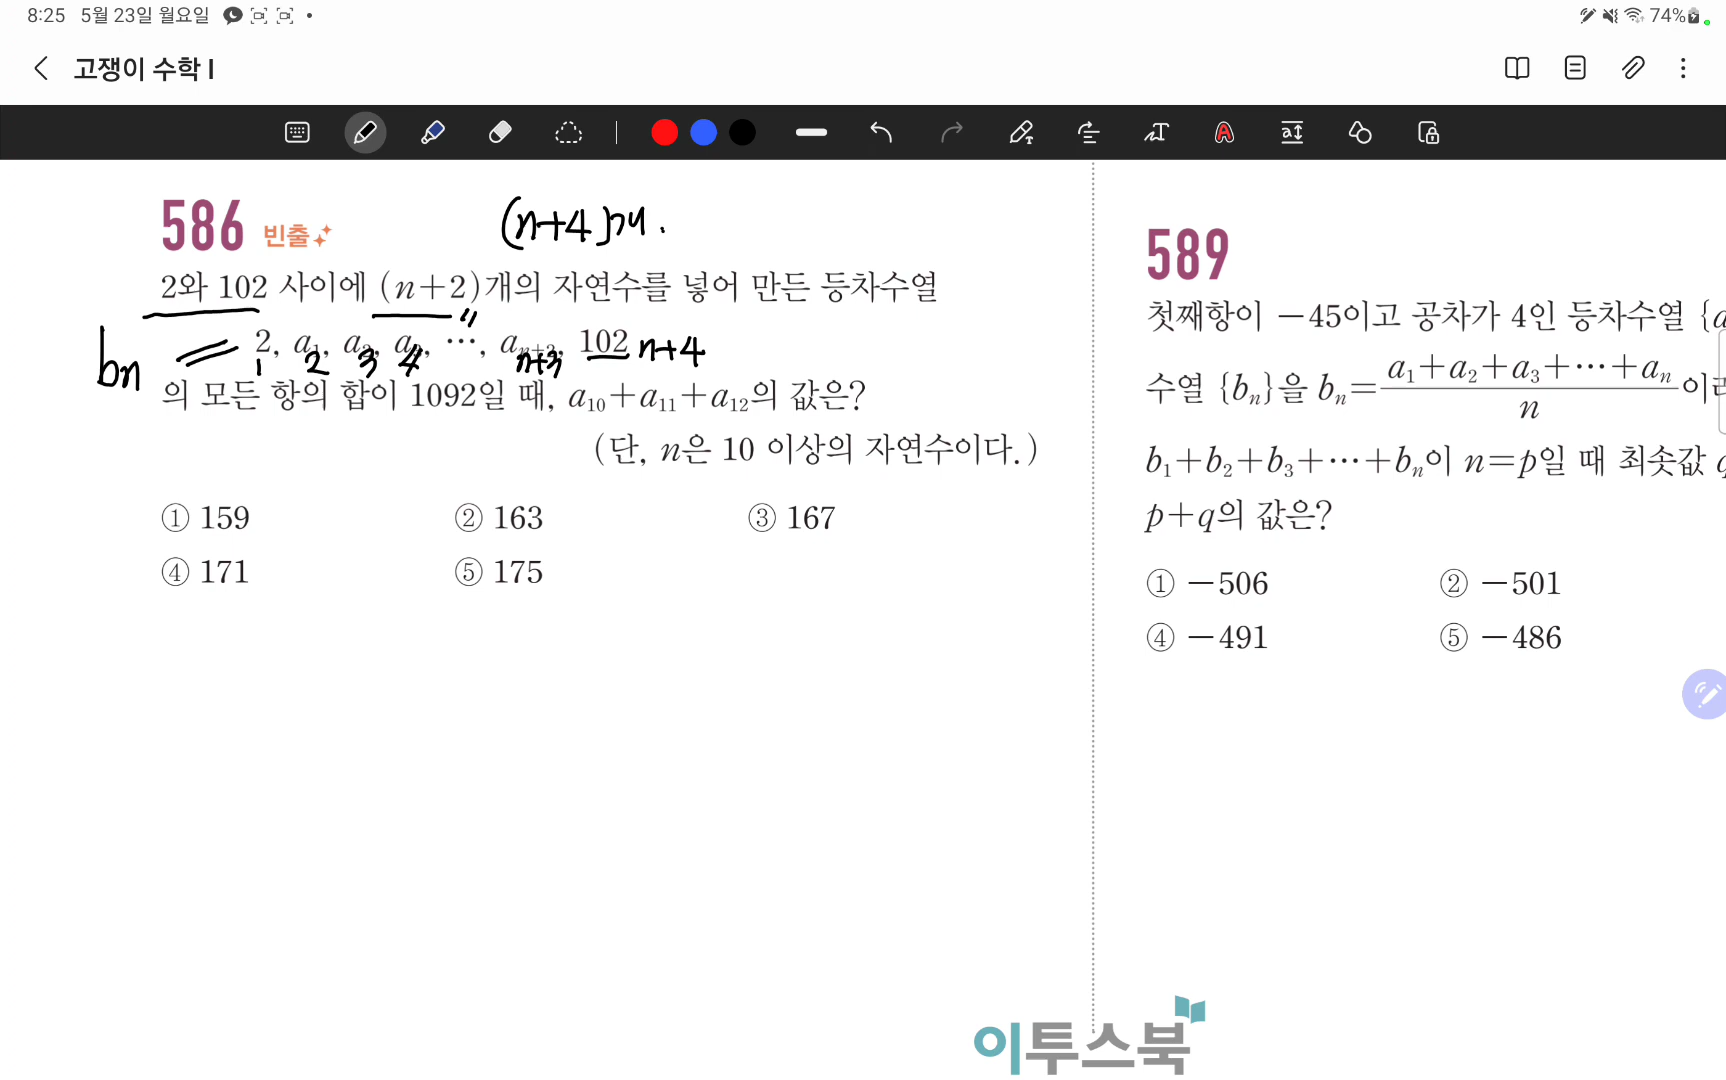 8:25 5월 23일 월요일
74%
고쟁이 수학 I
586 빈출
(n+4)개.
2와 102 사이에 (n+2)개의 자연수를 넣어 만든 등차수열
bn = 2, a₁, a₂, a₃, ⋯, aₙ₊₂, 102 n+4
1 2 3 4 n+3
의 모든 항의 합이 1092일 때, a₁₀+a₁₁+a₁₂의 값은?
(단, n은 10 이상의 자연수이다.)
① 159 ② 163 ③ 167
④ 171 ⑤ 175
589
첫째항이 −45이고 공차가 4인 등차수열 {a
수열 {bₙ}을 bₙ=(a₁+a₂+a₃+⋯+aₙ)/n이
b₁+b₂+b₃+⋯+bₙ이 n=p일 때 최솟값
p+q의 값은?
① −506 ② −501
④ −491 ⑤ −486
이투스북